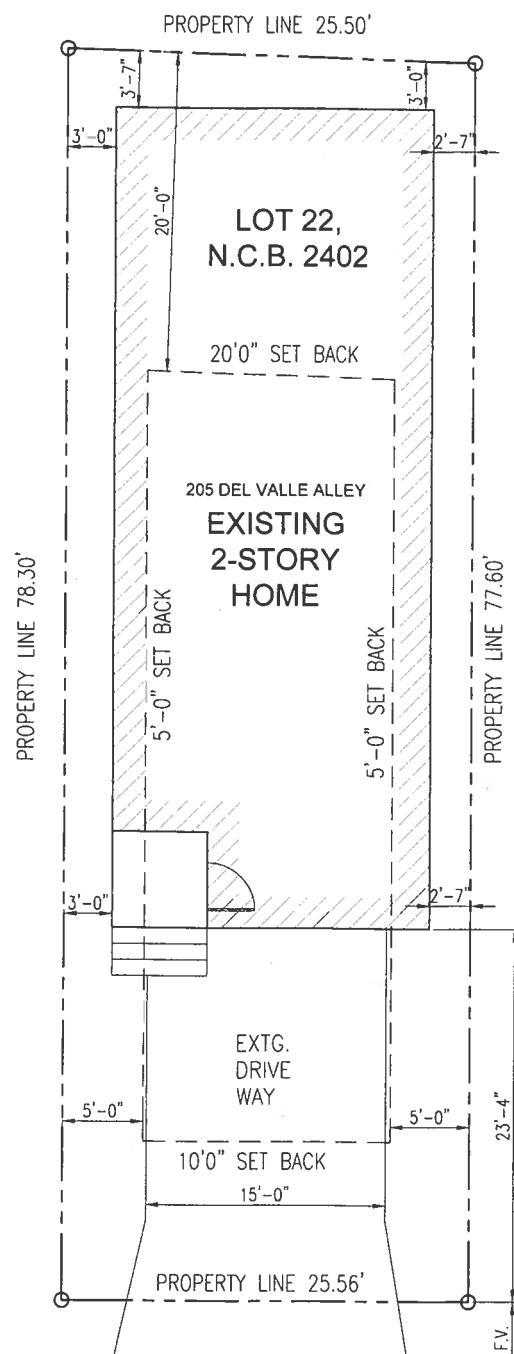 PROPERTY LINE 25.50'
3'-7"
3'-0"
3'-0"
2'-7"
20'-0"
LOT 22,
N.C.B. 2402
20'0" SET BACK
205 DEL VALLE ALLEY
EXISTING
2-STORY
HOME
PROPERTY LINE 78.30'
5'-0" SET BACK
5'-0" SET BACK
PROPERTY LINE 77.60'
3'-0"
2'-7"
EXTG.
DRIVE
WAY
23'-4"
5'-0"
5'-0"
10'0" SET BACK
15'-0"
PROPERTY LINE 25.56'
F.V.